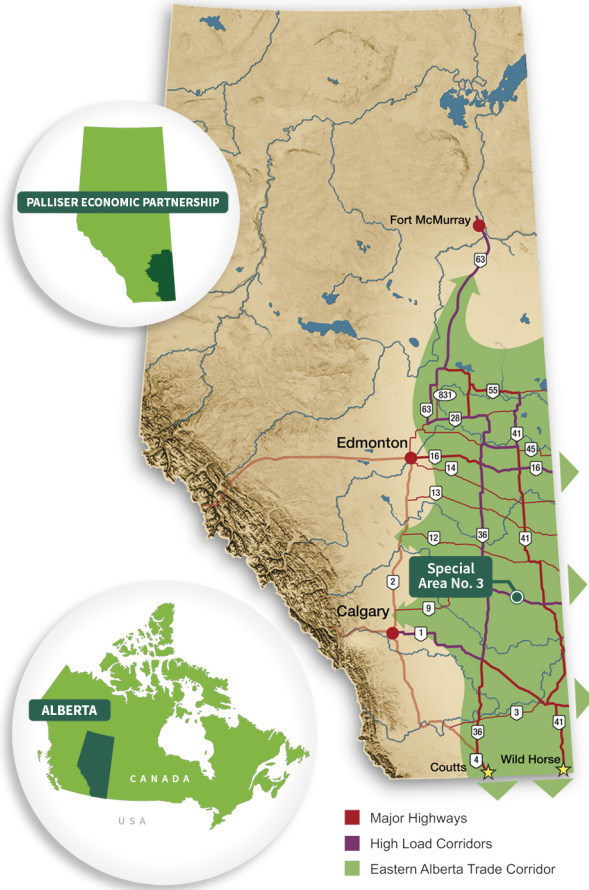 PALLISER ECONOMIC PARTNERSHIP
Fort McMurray
63
831
55
63
28
41
45
Edmonton
16
16
14
13
36
12
41
Special
Area No. 3
2
Calgary
9
1
3
36
41
4
Coutts
Wild Horse
ALBERTA
CANADA
USA
Major Highways
High Load Corridors
Eastern Alberta Trade Corridor